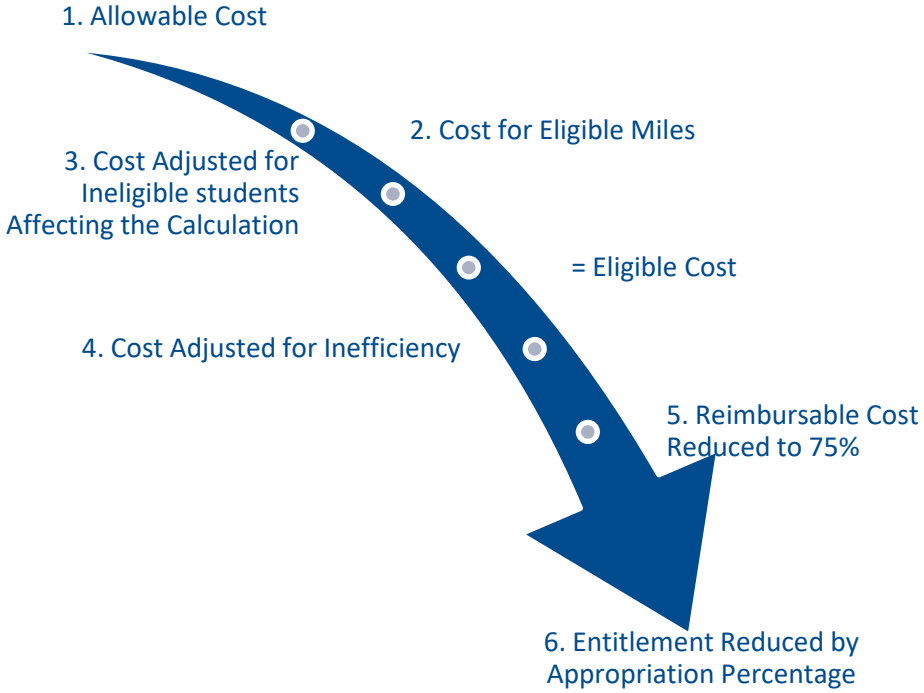 1. Allowable Cost
2. Cost for Eligible Miles
3. Cost Adjusted for
Ineligible students
Affecting the Calculation
= Eligible Cost
4. Cost Adjusted for Inefficiency
5. Reimbursable Cost
Reduced to 75%
6. Entitlement Reduced by
Appropriation Percentage